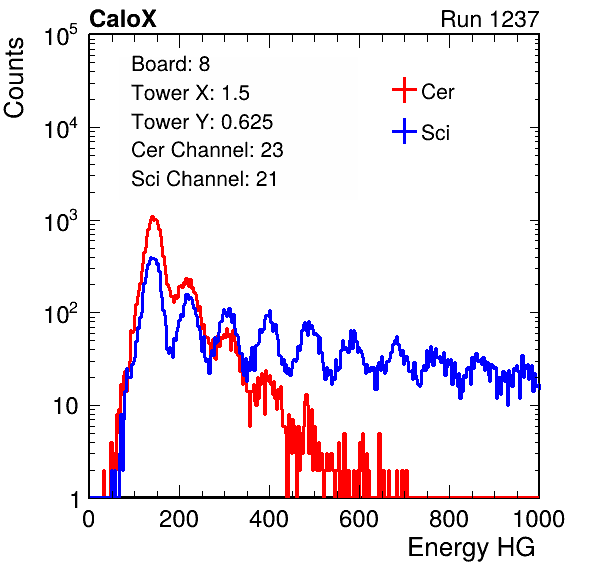 CaloX Run 1237
Counts
10^5
10^4
10^3
10^2
10
1
Board: 8
Tower X: 1.5
Tower Y: 0.625
Cer Channel: 23
Sci Channel: 21
Cer
Sci
0 200 400 600 800 1000
Energy HG